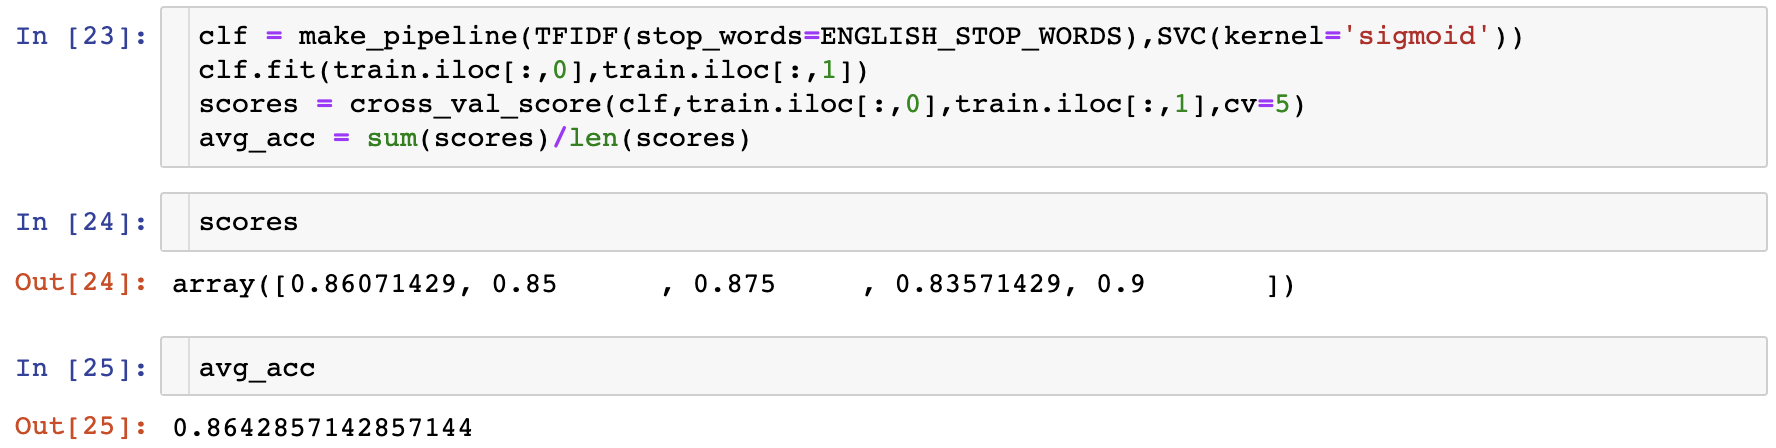 In [23]: clf = make_pipeline(TFIDF(stop_words=ENGLISH_STOP_WORDS),SVC(kernel='sigmoid'))
clf.fit(train.iloc[:,0],train.iloc[:,1])
scores = cross_val_score(clf,train.iloc[:,0],train.iloc[:,1],cv=5)
avg_acc = sum(scores)/len(scores)
In [24]: scores
Out[24]: array([0.86071429, 0.85      , 0.875     , 0.83571429, 0.9       ])
In [25]: avg_acc
Out[25]: 0.8642857142857144